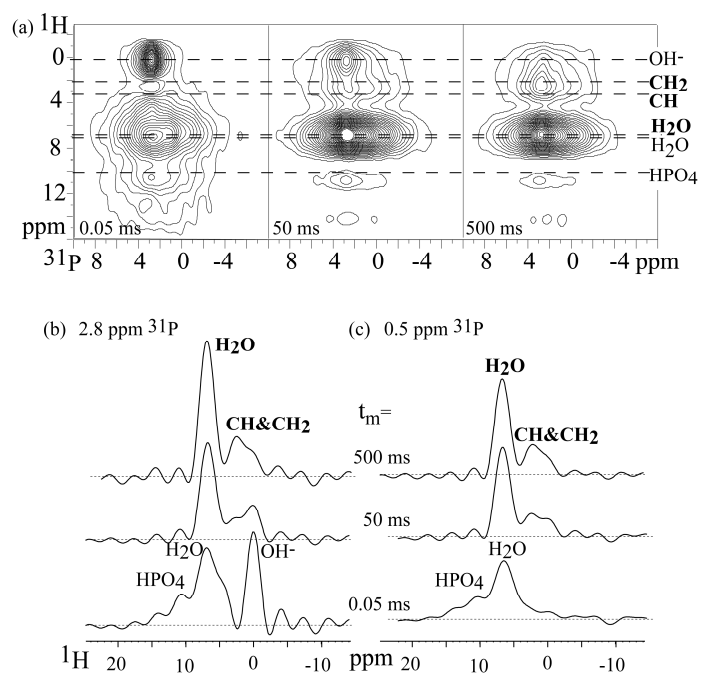 (a) 1H
0
4
8
12
ppm
0.05 ms
50 ms
500 ms
OH-
CH2
CH
H2O
H2O
HPO4
31P 8 4 0 -4 8 4 0 -4 8 4 0 -4 ppm
(b) 2.8 ppm 31P
(c) 0.5 ppm 31P
H2O
H2O
CH&CH2
CH&CH2
tm=
500 ms
50 ms
H2O
OH-
H2O
HPO4
HPO4
0.05 ms
1H 20 10 0 -10 ppm 20 10 0 -10